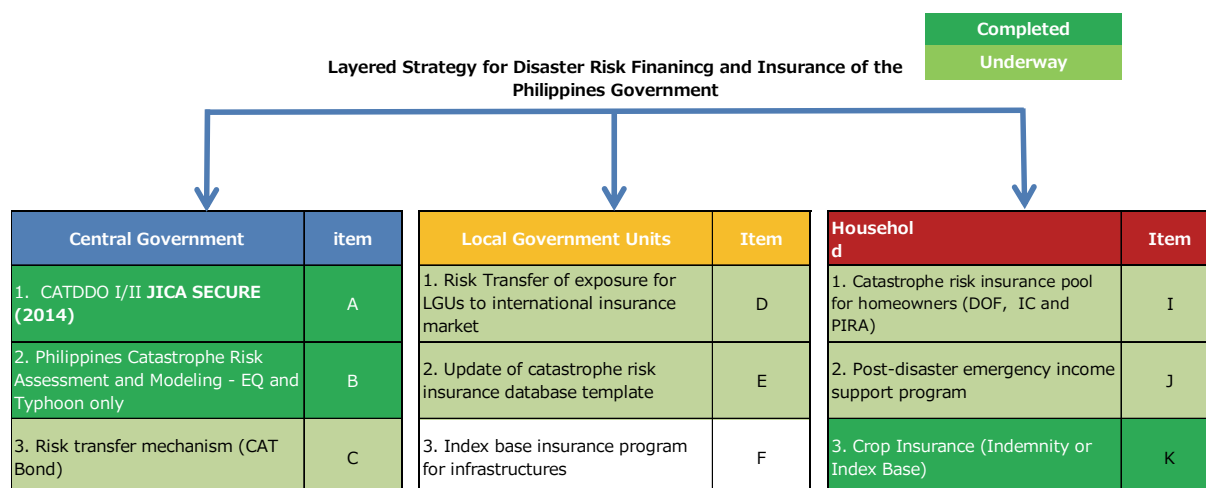 Completed
Underway
Layered Strategy for Disaster Risk Finanincg and Insurance of the
Philippines Government
Central Government item
1. CATDDO I/II JICA SECURE
(2014)
A
2. Philippines Catastrophe Risk
Assessment and Modeling - EQ and
Typhoon only
B
3. Risk transfer mechanism (CAT
Bond)
C
Local Government Units Item
1. Risk Transfer of exposure for
LGUs to international insurance
market
D
2. Update of catastrophe risk
insurance database template
E
3. Index base insurance program
for infrastructures
F
Househol
d
Item
1. Catastrophe risk insurance pool
for homeowners (DOF, IC and
PIRA)
I
2. Post-disaster emergency income
support program
J
3. Crop Insurance (Indemnity or
Index Base)
K